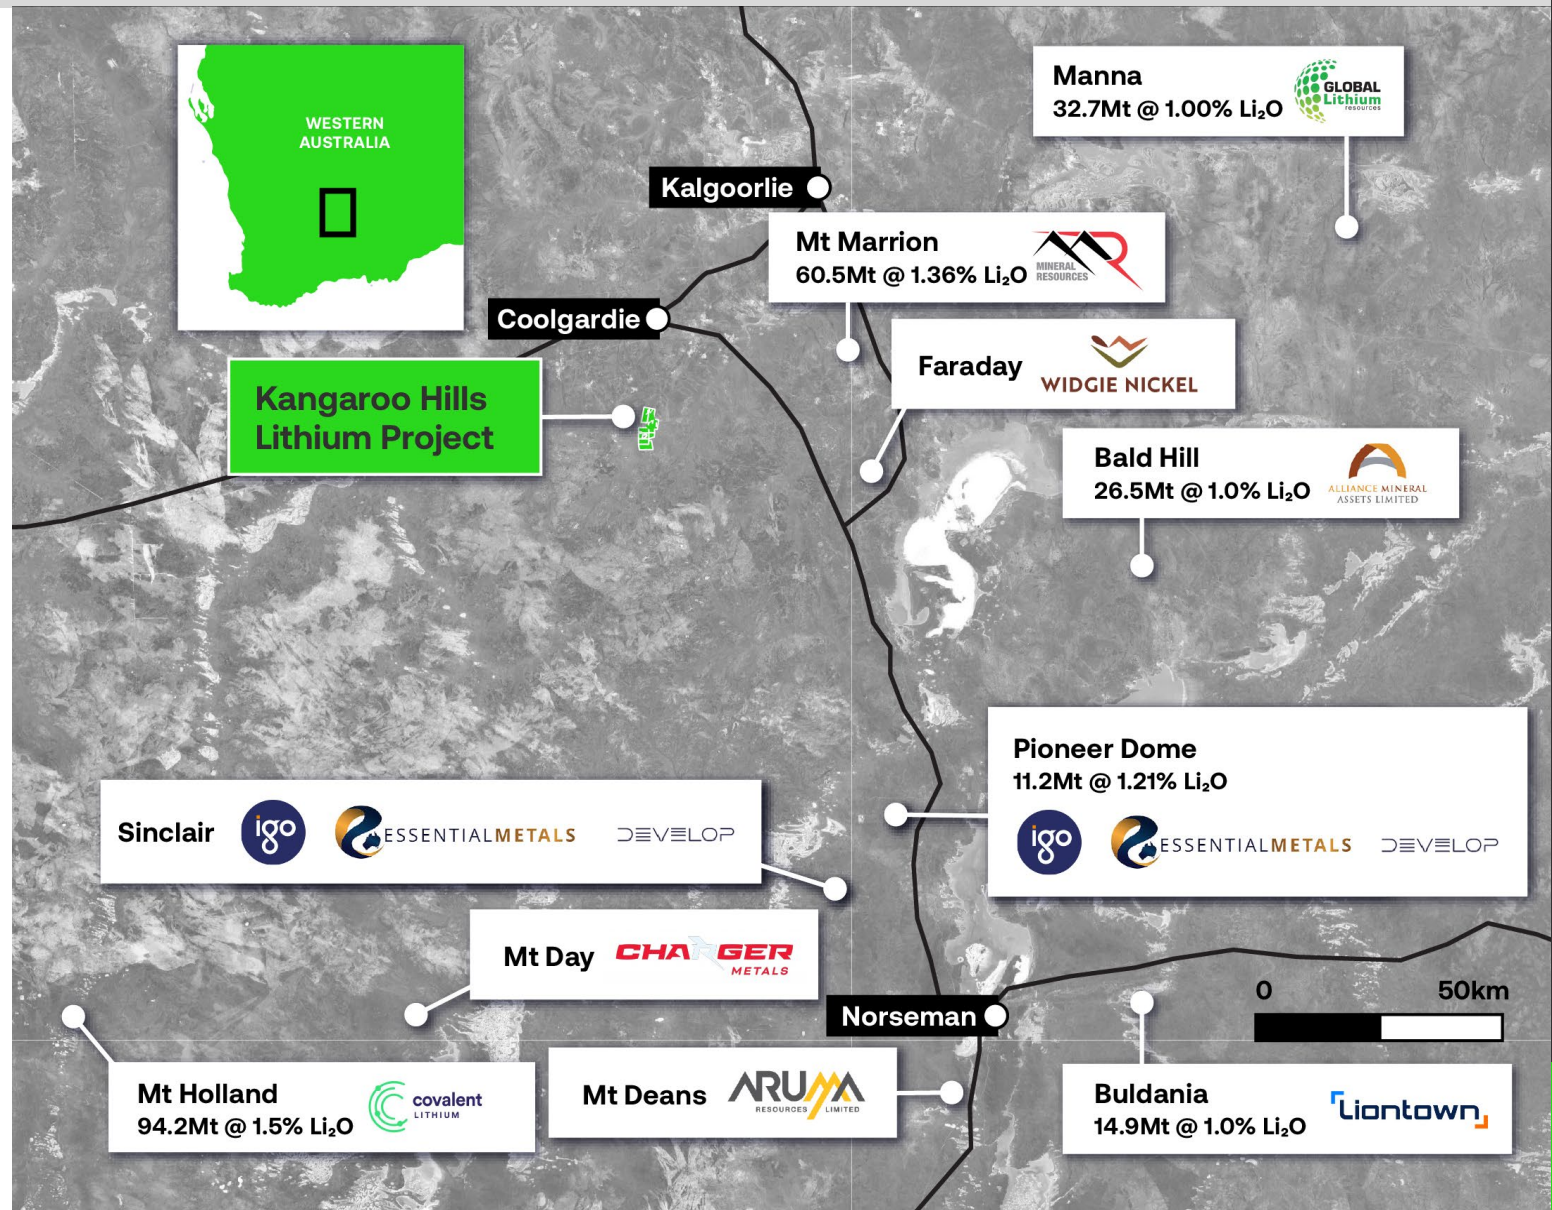 WESTERN
AUSTRALIA
Manna
32.7Mt @ 1.00% Li₂O
GLOBAL
Lithium
resources
Kalgoorlie
Mt Marrion
60.5Mt @ 1.36% Li₂O
MINERAL
RESOURCES
Coolgardie
Faraday
WIDGIE NICKEL
Kangaroo Hills
Lithium Project
Bald Hill
26.5Mt @ 1.0% Li₂O
ALLIANCE MINERAL
ASSETS LIMITED
Pioneer Dome
11.2Mt @ 1.21% Li₂O
igo
ESSENTIALMETALS
DEVELOP
Sinclair
igo
ESSENTIALMETALS
DEVELOP
Mt Day
CHARGER
METALS
Norseman
0 50km
Mt Holland
94.2Mt @ 1.5% Li₂O
covalent
LITHIUM
Mt Deans
ARUMA
RESOURCES LIMITED
Buldania
14.9Mt @ 1.0% Li₂O
Liontown